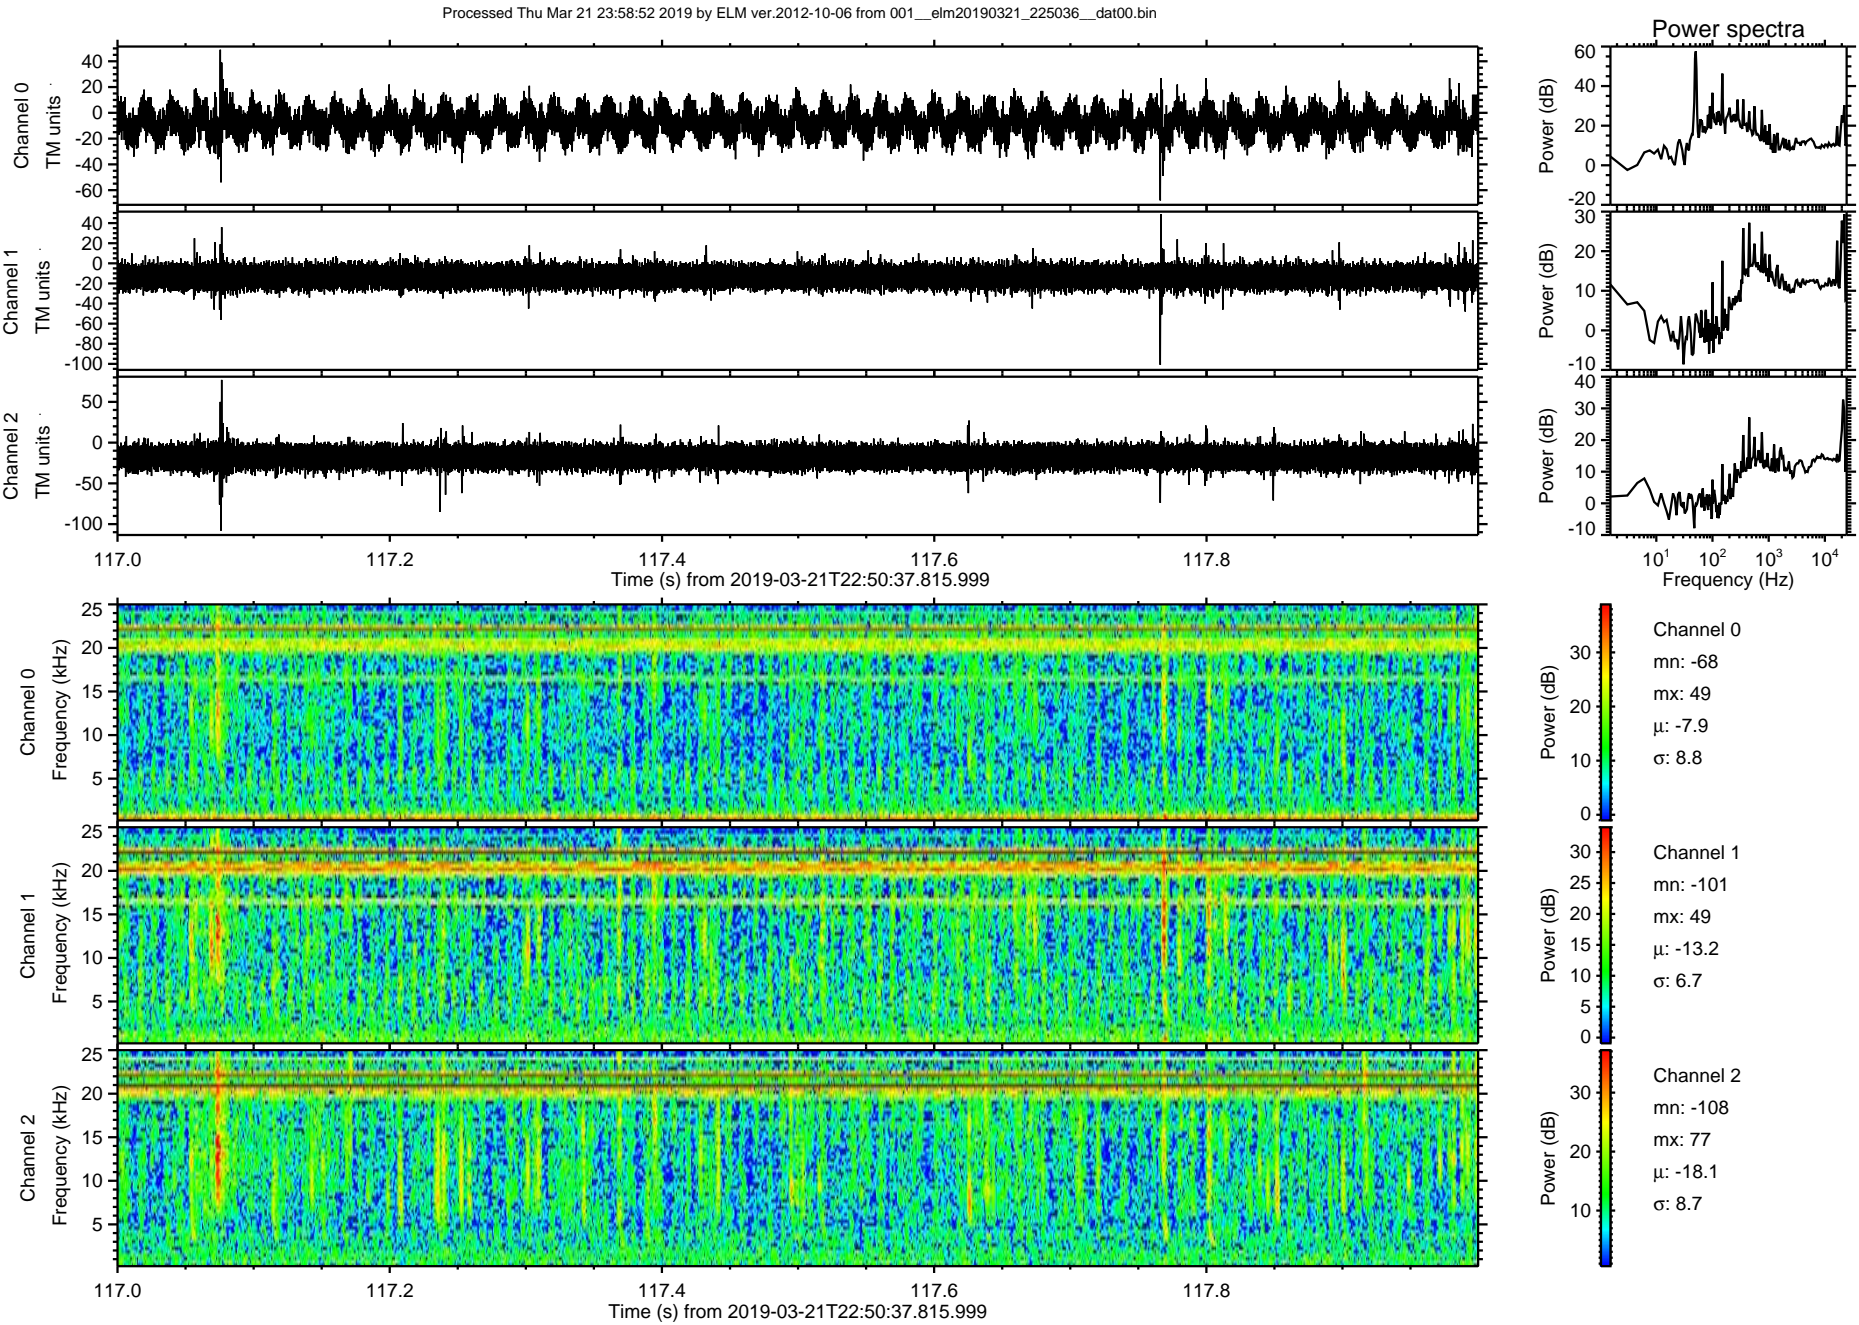 Processed Thu Mar 21 23:58:52 2019 by ELM ver.2012-10-06 from 001__elm20190321_225036__dat00.bin
Power spectra
Channel 0
TM units
40
20
0
-20
-40
-60
Power (dB)
60
40
20
0
-20
Channel 1
TM units
40
20
0
-20
-40
-60
-80
-100
Power (dB)
30
20
10
0
-10
Channel 2
TM units
50
0
-50
-100
Power (dB)
40
30
20
10
0
-10
117.0 117.2 117.4 117.6 117.8
Time (s) from 2019-03-21T22:50:37.815.999
10^1 10^2 10^3 10^4
Frequency (Hz)
Channel 0
Frequency (kHz)
25
20
15
10
5
Power (dB)
30
20
10
0
Channel 0
mn: -68
mx: 49
μ: -7.9
σ: 8.8
Channel 1
Frequency (kHz)
25
20
15
10
5
Power (dB)
30
25
20
15
10
5
0
Channel 1
mn: -101
mx: 49
μ: -13.2
σ: 6.7
Channel 2
Frequency (kHz)
25
20
15
10
5
Power (dB)
30
20
10
Channel 2
mn: -108
mx: 77
μ: -18.1
σ: 8.7
117.0 117.2 117.4 117.6 117.8
Time (s) from 2019-03-21T22:50:37.815.999